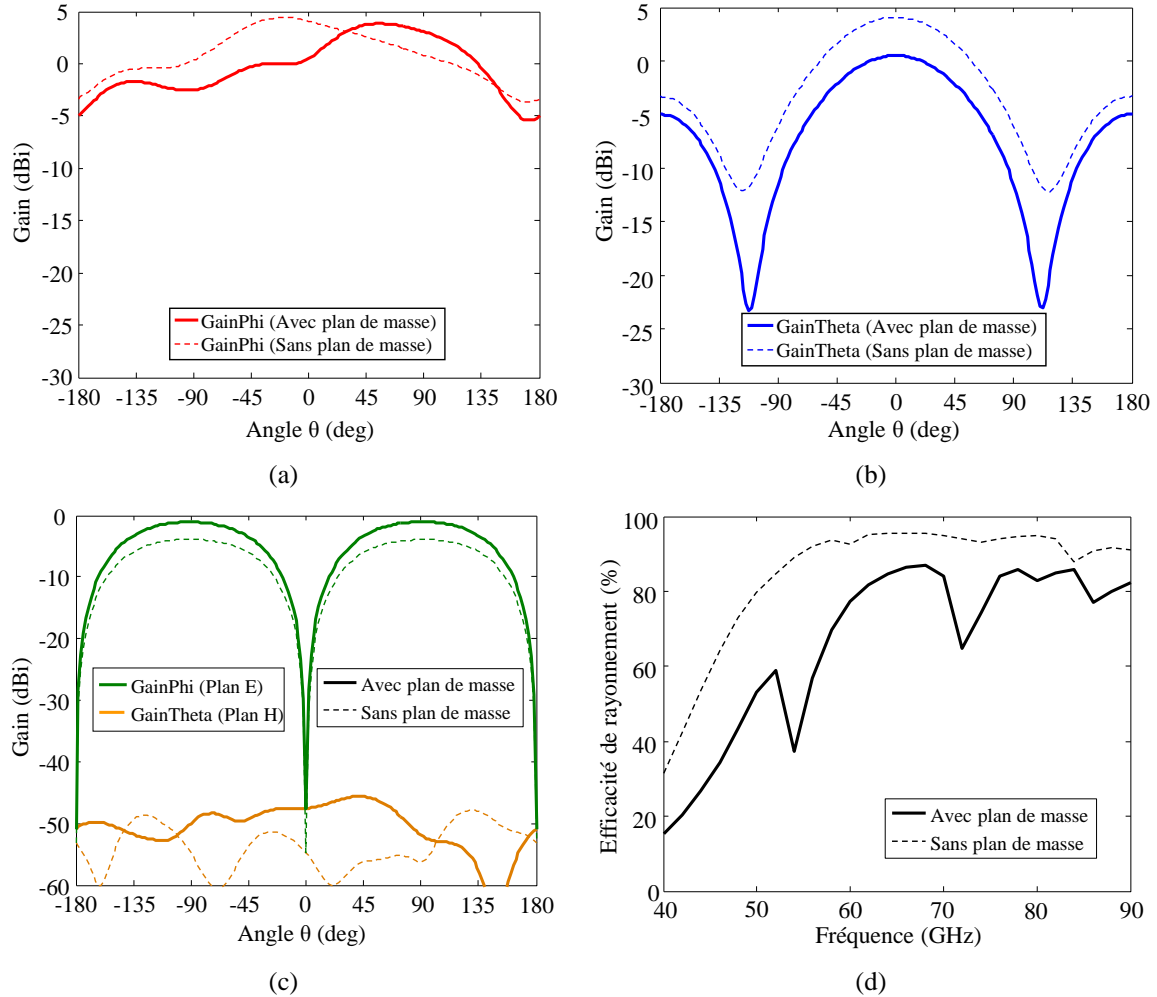 5
0
-5
-10
-15
-20
-25
-30
Gain (dBi)
GainPhi (Avec plan de masse)
GainPhi (Sans plan de masse)
-180 -135 -90 -45 0 45 90 135 180
Angle θ (deg)
(a)
5
0
-5
-10
-15
-20
-25
-30
Gain (dBi)
GainTheta (Avec plan de masse)
GainTheta (Sans plan de masse)
-180 -135 -90 -45 0 45 90 135 180
Angle θ (deg)
(b)
0
-10
-20
-30
-40
-50
-60
Gain (dBi)
GainPhi (Plan E)
GainTheta (Plan H)
Avec plan de masse
Sans plan de masse
-180 -135 -90 -45 0 45 90 135 180
Angle θ (deg)
(c)
100
80
60
40
20
0
Efficacité de rayonnement (%)
Avec plan de masse
Sans plan de masse
40 50 60 70 80 90
Fréquence (GHz)
(d)